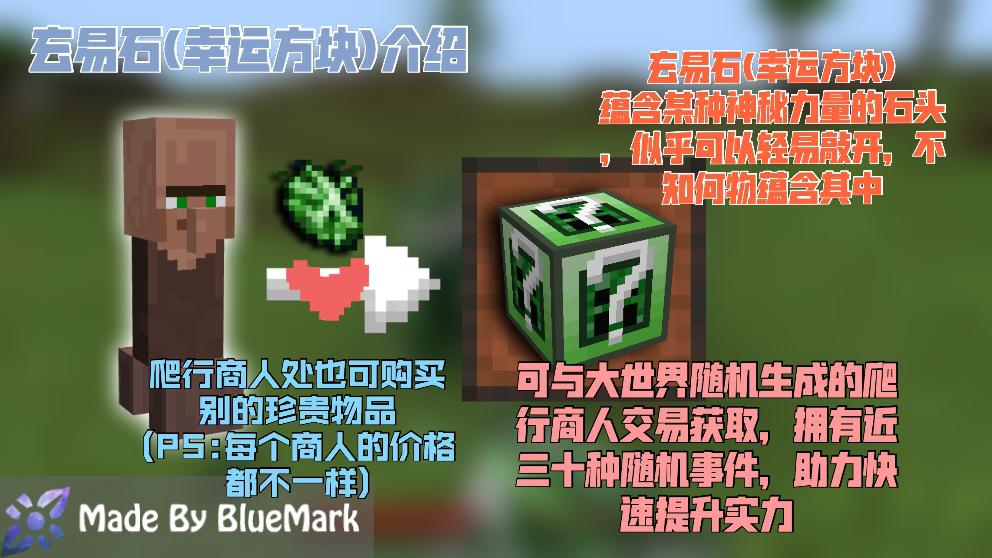 玄易石(幸运方块)介绍
玄易石(幸运方块)
蕴含某种神秘力量的石头
，似乎可以轻易敲开，不
知何物蕴含其中
爬行商人处也可购买
别的珍贵物品
(PS:每个商人的价格
都不一样)
可与大世界随机生成的爬
行商人交易获取，拥有近
三十种随机事件，助力快
速提升实力
Made By BlueMark